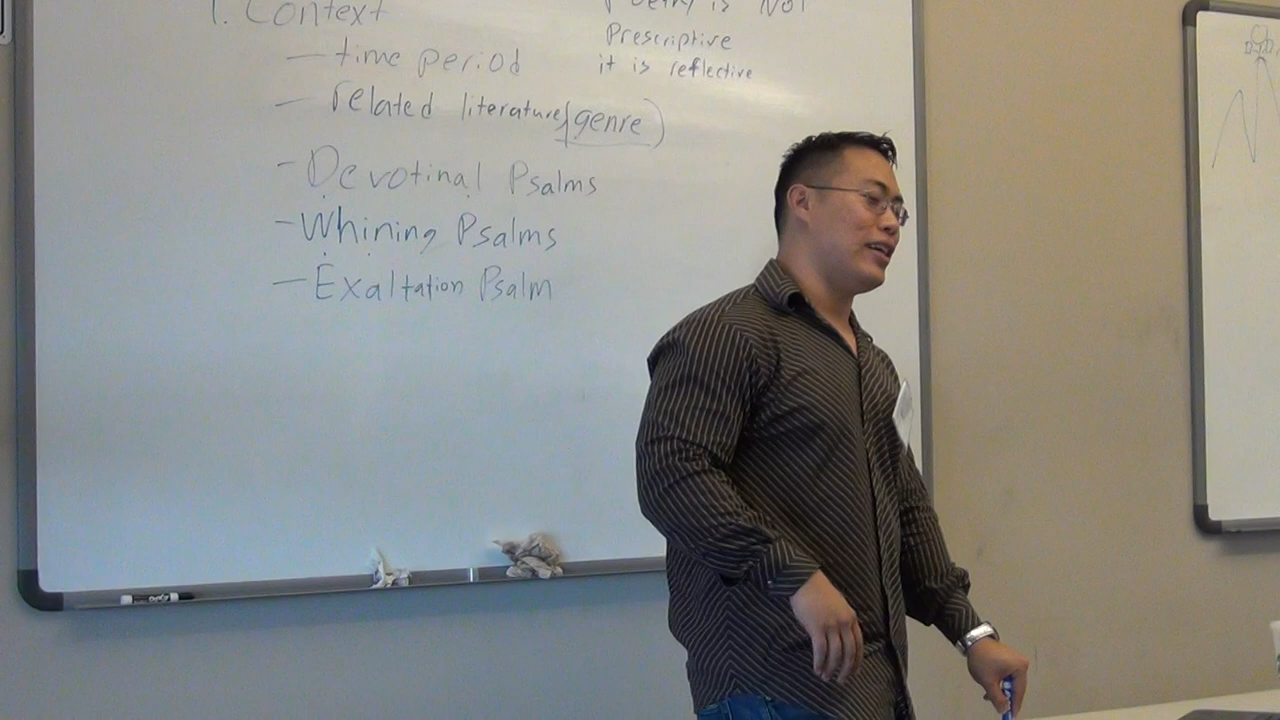 1. Context
— time period
— related literature (genre)
- Devotinal Psalms
- Whining Psalms
— Exaltation Psalm
Poetry is NOT
Prescriptive
it is reflective